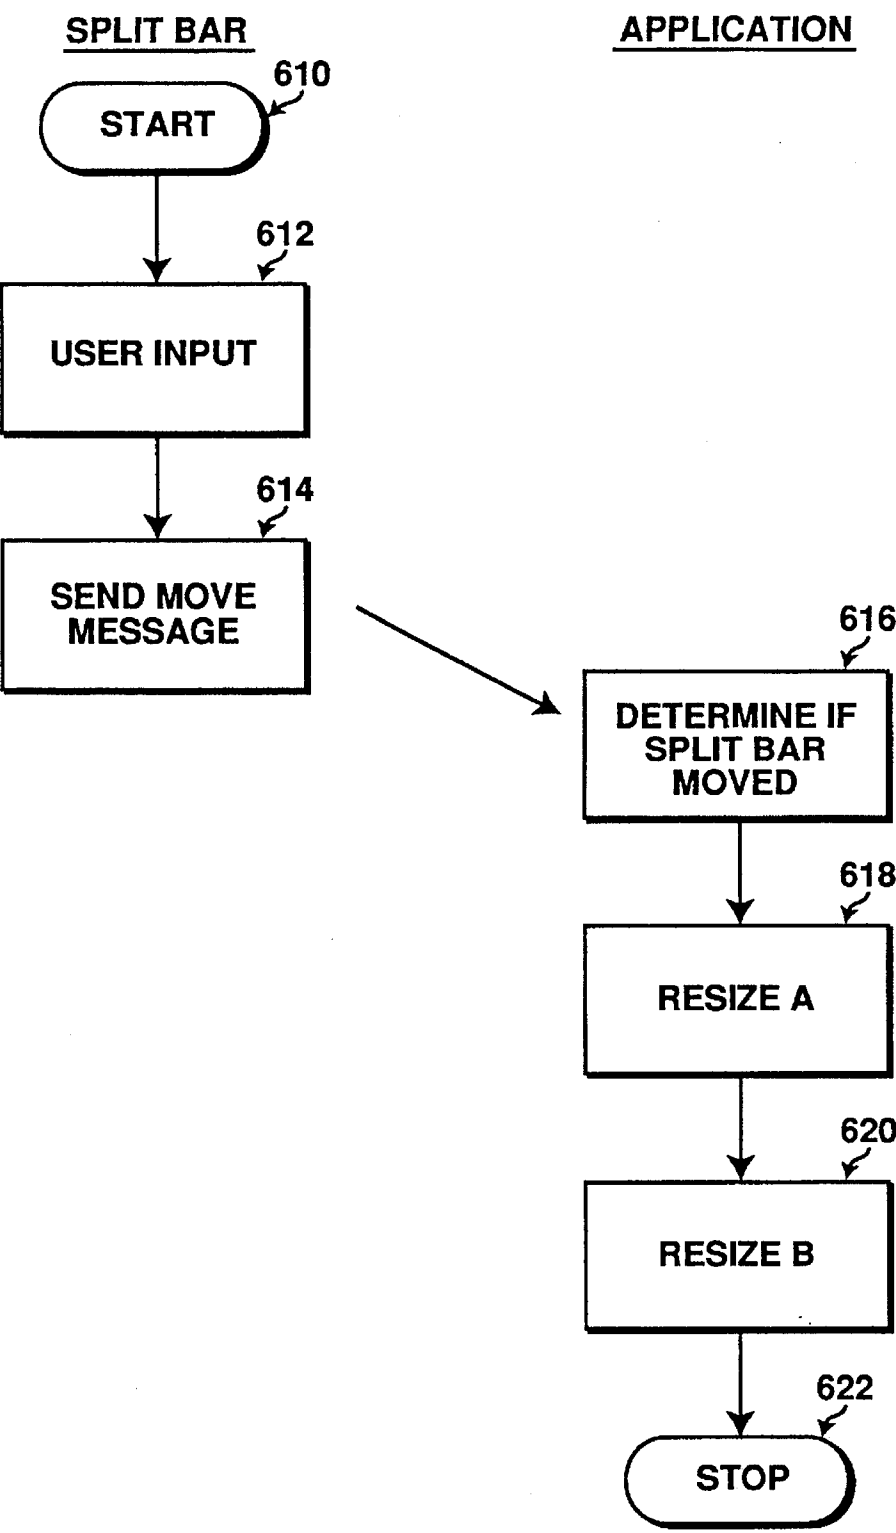 SPLIT BAR
APPLICATION
610
START
612
USER INPUT
614
SEND MOVE
MESSAGE
616
DETERMINE IF
SPLIT BAR
MOVED
618
RESIZE A
620
RESIZE B
622
STOP